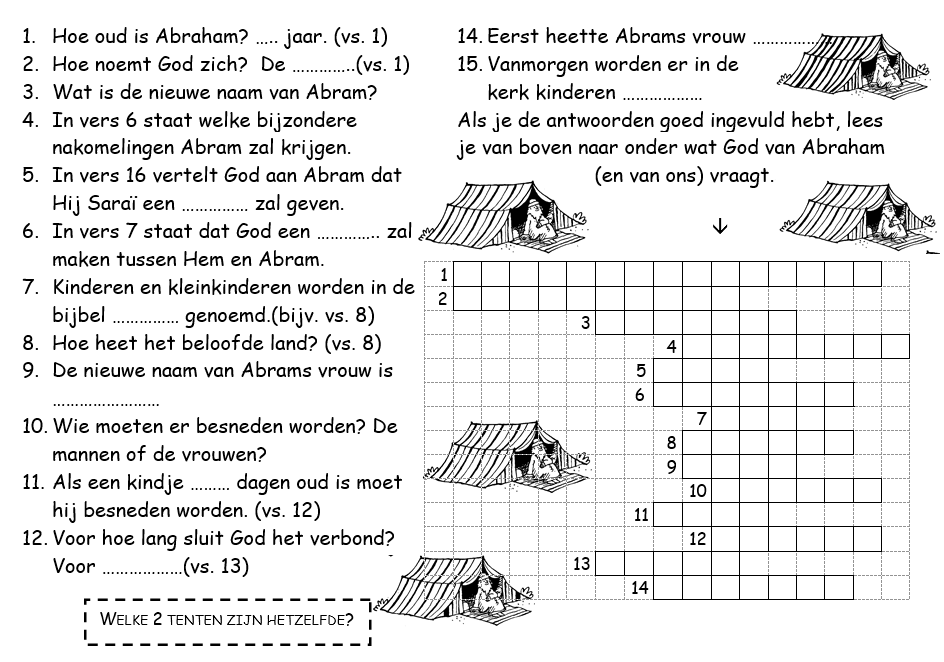 1. Hoe oud is Abraham? ….. jaar. (vs. 1)
2. Hoe noemt God zich? De …………..(vs. 1)
3. Wat is de nieuwe naam van Abram?
4. In vers 6 staat welke bijzondere
nakomelingen Abram zal krijgen.
5. In vers 16 vertelt God aan Abram dat
Hij Saraï een …………… zal geven.
6. In vers 7 staat dat God een ………….. zal
maken tussen Hem en Abram.
7. Kinderen en kleinkinderen worden in de
bijbel …………… genoemd.(bijv. vs. 8)
8. Hoe heet het beloofde land? (vs. 8)
9. De nieuwe naam van Abrams vrouw is
……………………
10. Wie moeten er besneden worden? De
mannen of de vrouwen?
11. Als een kindje ……… dagen oud is moet
hij besneden worden. (vs. 12)
12. Voor hoe lang sluit God het verbond?
Voor ………………(vs. 13)
WELKE 2 TENTEN ZIJN HETZELFDE?
14. Eerst heette Abrams vrouw ……………
15. Vanmorgen worden er in de
kerk kinderen ………………
Als je de antwoorden goed ingevuld hebt, lees
je van boven naar onder wat God van Abraham
(en van ons) vraagt.
↓
1
2
3
4
5
6
7
8
9
10
11
12
13
14